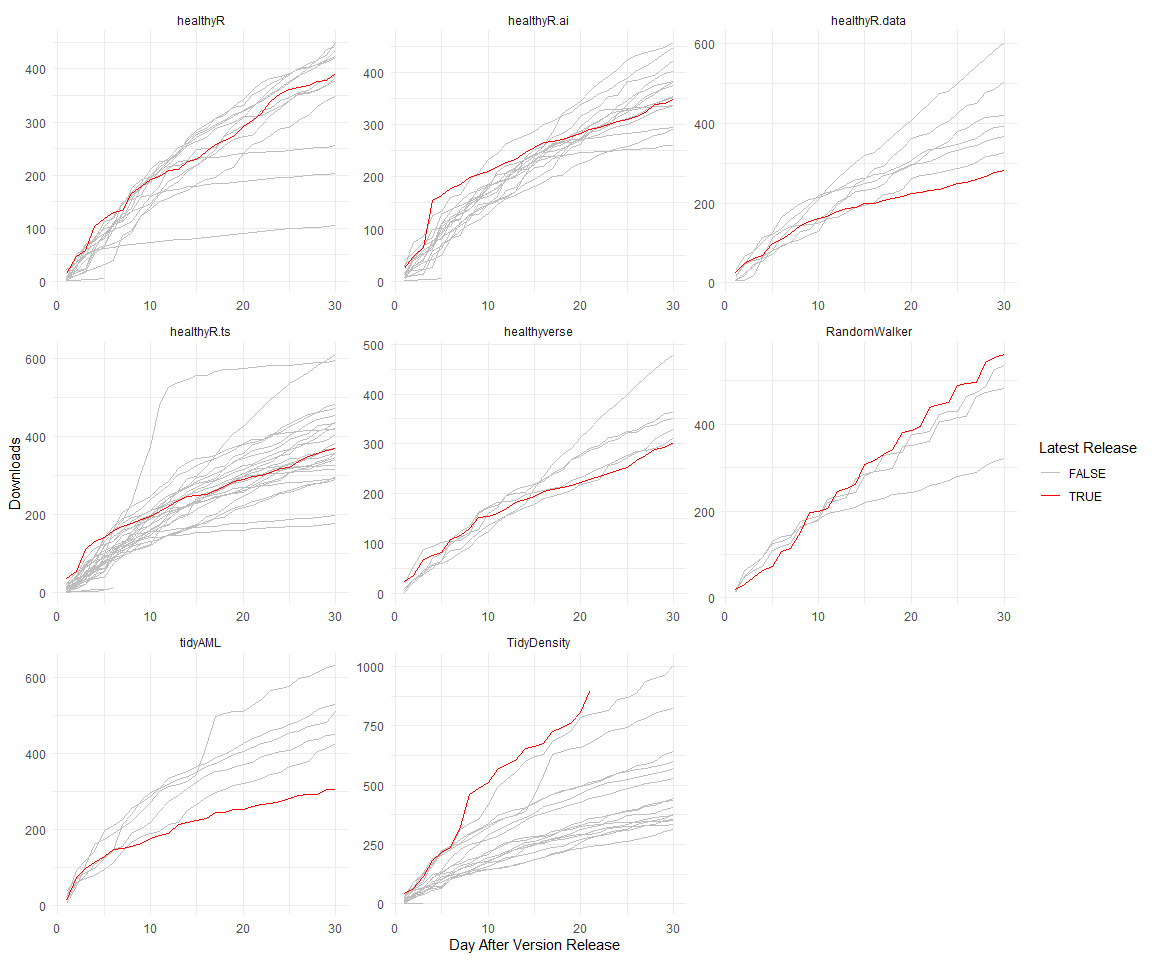 healthyR healthyR.ai healthyR.data
400 400 600
300 300 400
200 200 200
100 100
0 0 0
0 10 20 30 0 10 20 30 0 10 20 30
healthyR.ts healthyverse RandomWalker
600 500
400 400 400
300
200 200 200
100
0 0 0
0 10 20 30 0 10 20 30 0 10 20 30
tidyAML TidyDensity
600 1000
400 750
500
200 250
0 0
0 10 20 30 0 10 20 30
Downloads
Day After Version Release
Latest Release
FALSE
TRUE